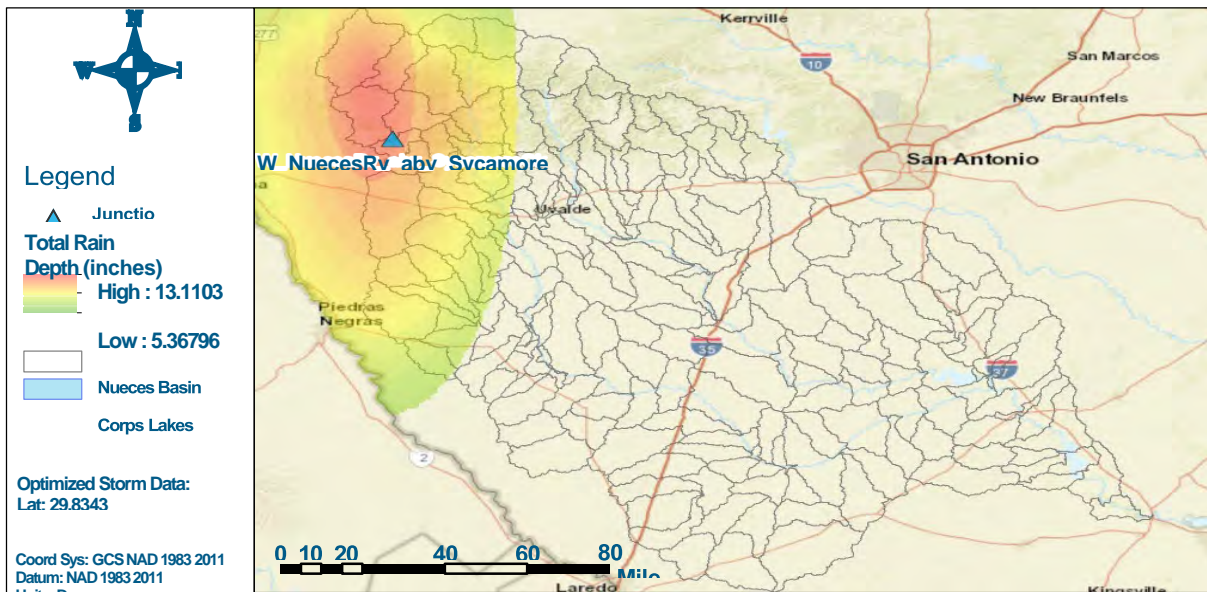 N
W
S
Legend
Junctio
Total Rain
Depth (inches)
High : 13.1103
Low : 5.36796
Nueces Basin
Corps Lakes
Optimized Storm Data:
Lat: 29.8343
Coord Sys: GCS NAD 1983 2011
Datum: NAD 1983 2011
277
Kerrville
10
San Marcos
New Braunfels
San Antonio
W_NuecesRv_abv_Sycamore
Uvalde
Piedras
Negras
35
37
2
0 10 20 40 60 80
Mile
Laredo
Kingsville